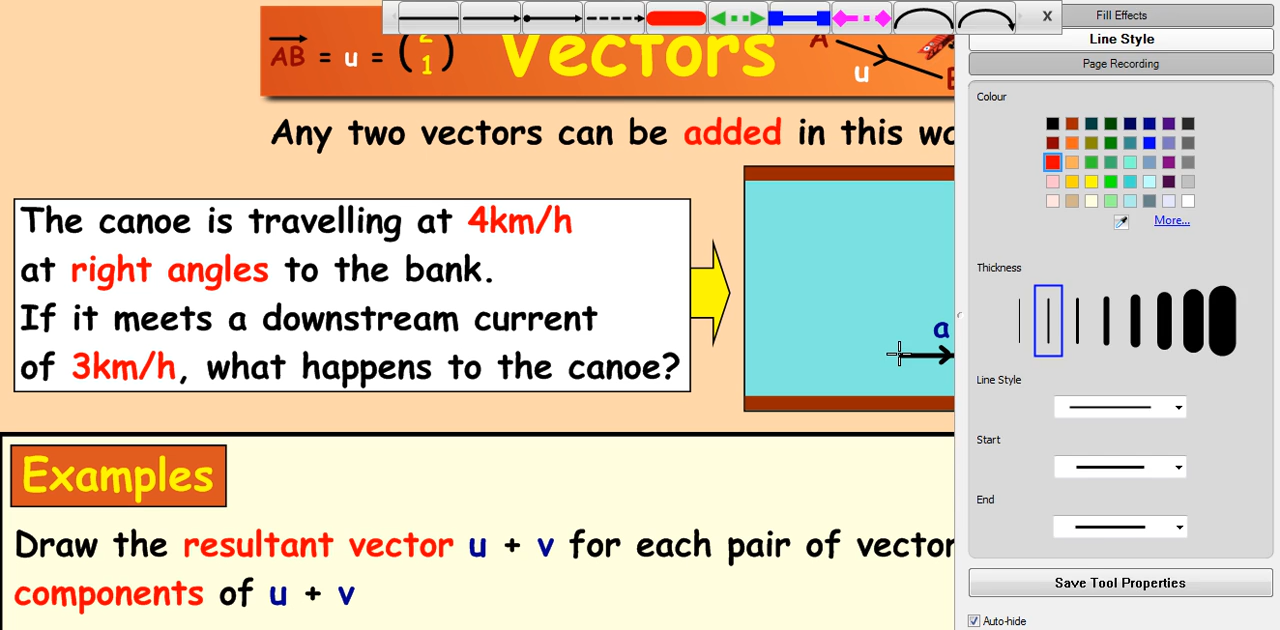 X
Fill Effects
Line Style
Page Recording
AB = u = (2 1)
Vectors
A
u
B
Any two vectors can be added in this wa
Colour
More...
The canoe is travelling at 4km/h
at right angles to the bank.
If it meets a downstream current
of 3km/h, what happens to the canoe?
a
Thickness
Line Style
Start
End
Examples
Draw the resultant vector u + v for each pair of vector
components of u + v
Save Tool Properties
Auto-hide